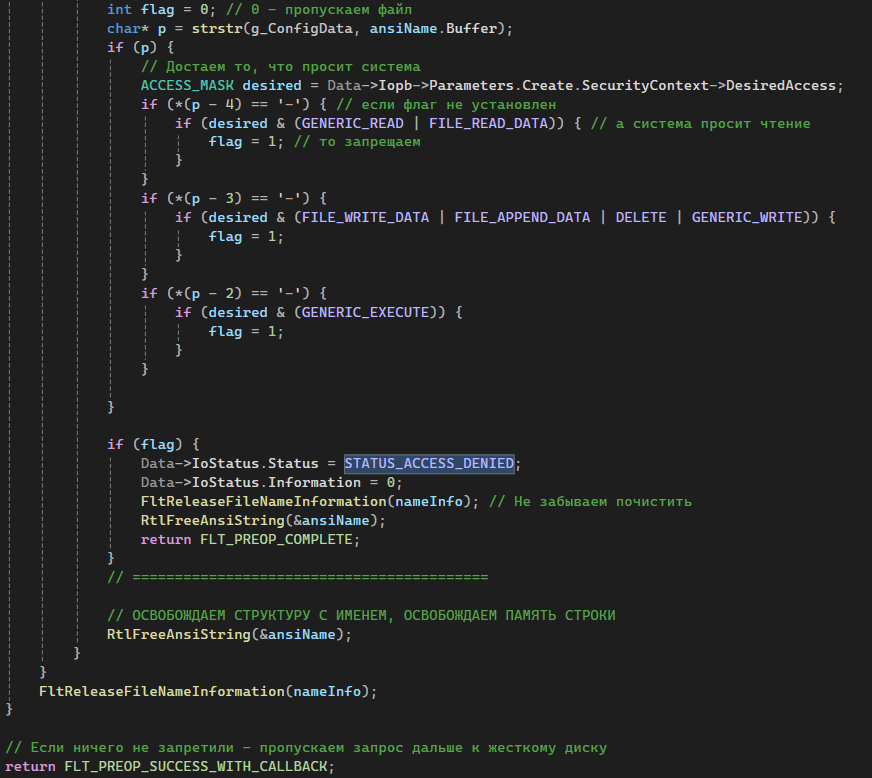 int flag = 0; // 0 - пропускаем файл
char* p = strstr(g_ConfigData, ansiName.Buffer);
if (p) {
// Достаем то, что просит система
ACCESS_MASK desired = Data->Iopb->Parameters.Create.SecurityContext->DesiredAccess;
if (*(p - 4) == '-') { // если флаг не установлен
if (desired & (GENERIC_READ | FILE_READ_DATA)) { // а система просит чтение
flag = 1; // то запрещаем
}
}
if (*(p - 3) == '-') {
if (desired & (FILE_WRITE_DATA | FILE_APPEND_DATA | DELETE | GENERIC_WRITE)) {
flag = 1;
}
}
if (*(p - 2) == '-') {
if (desired & (GENERIC_EXECUTE)) {
flag = 1;
}
}
}
if (flag) {
Data->IoStatus.Status = STATUS_ACCESS_DENIED;
Data->IoStatus.Information = 0;
FltReleaseFileNameInformation(nameInfo); // Не забываем почистить
RtlFreeAnsiString(&ansiName);
return FLT_PREOP_COMPLETE;
}
// ==========================================
// ОСВОБОЖДАЕМ СТРУКТУРУ С ИМЕНЕМ, ОСВОБОЖДАЕМ ПАМЯТЬ СТРОКИ
RtlFreeAnsiString(&ansiName);
}
}
FltReleaseFileNameInformation(nameInfo);
}
// Если ничего не запретили - пропускаем запрос дальше к жесткому диску
return FLT_PREOP_SUCCESS_WITH_CALLBACK;